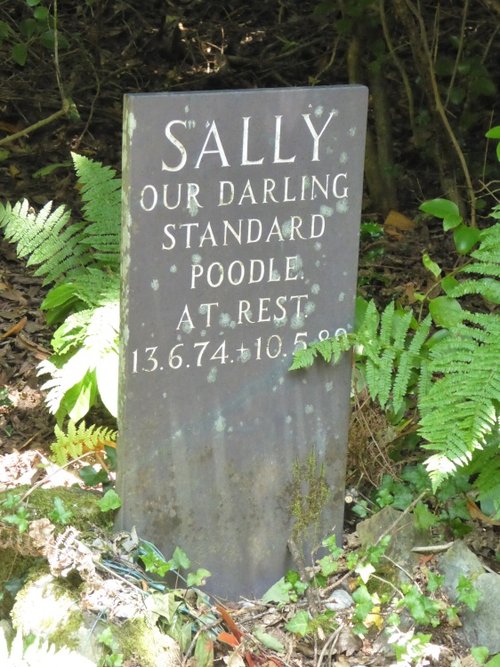 SALLY
OUR DARLING
STANDARD
POODLE
AT REST
13.6.74.+10.5.89